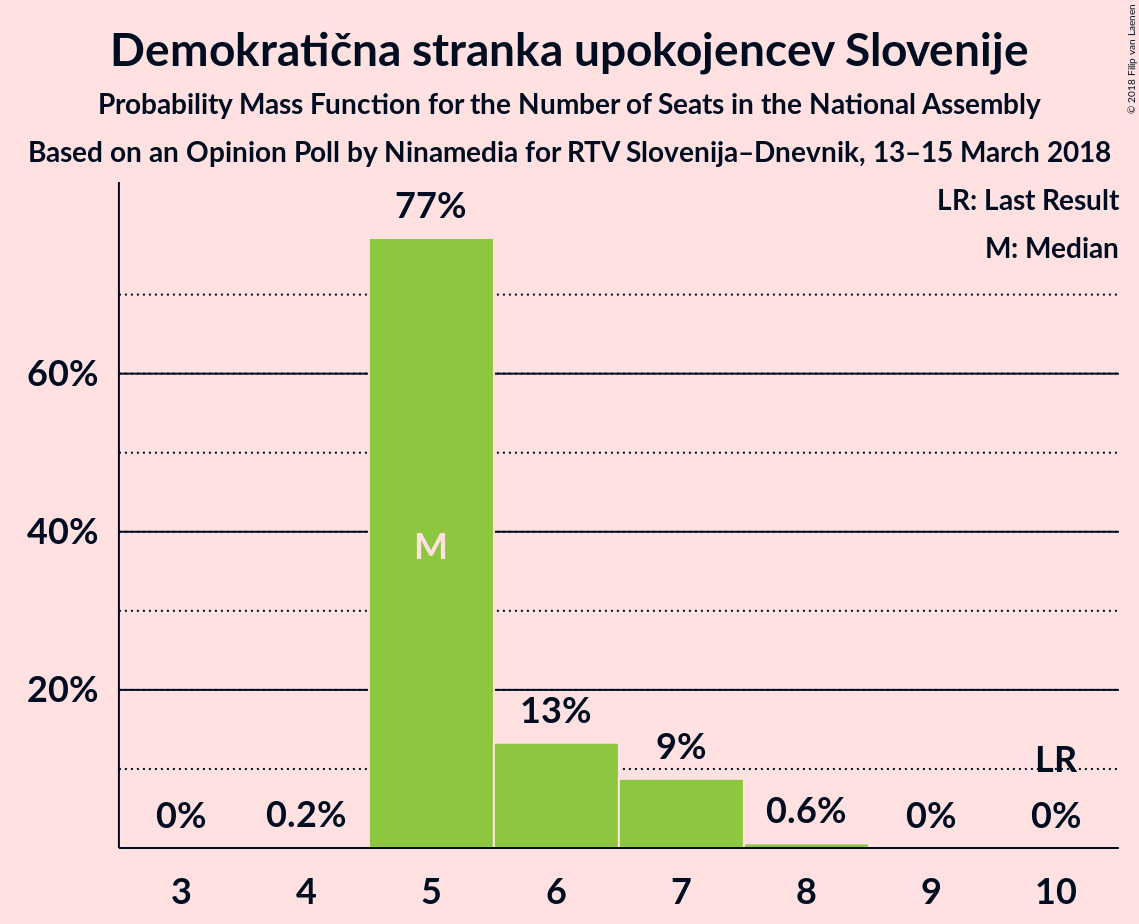 Demokratična stranka upokojencev Slovenije
Probability Mass Function for the Number of Seats in the National Assembly
Based on an Opinion Poll by Ninamedia for RTV Slovenija–Dnevnik, 13–15 March 2018
© 2018 Filip van Laenen
LR: Last Result
M: Median
77%
60%
40%
M
20%
13%
9%
LR
0%
0.2%
0.6%
0%
0%
3
4
5
6
7
8
9
10